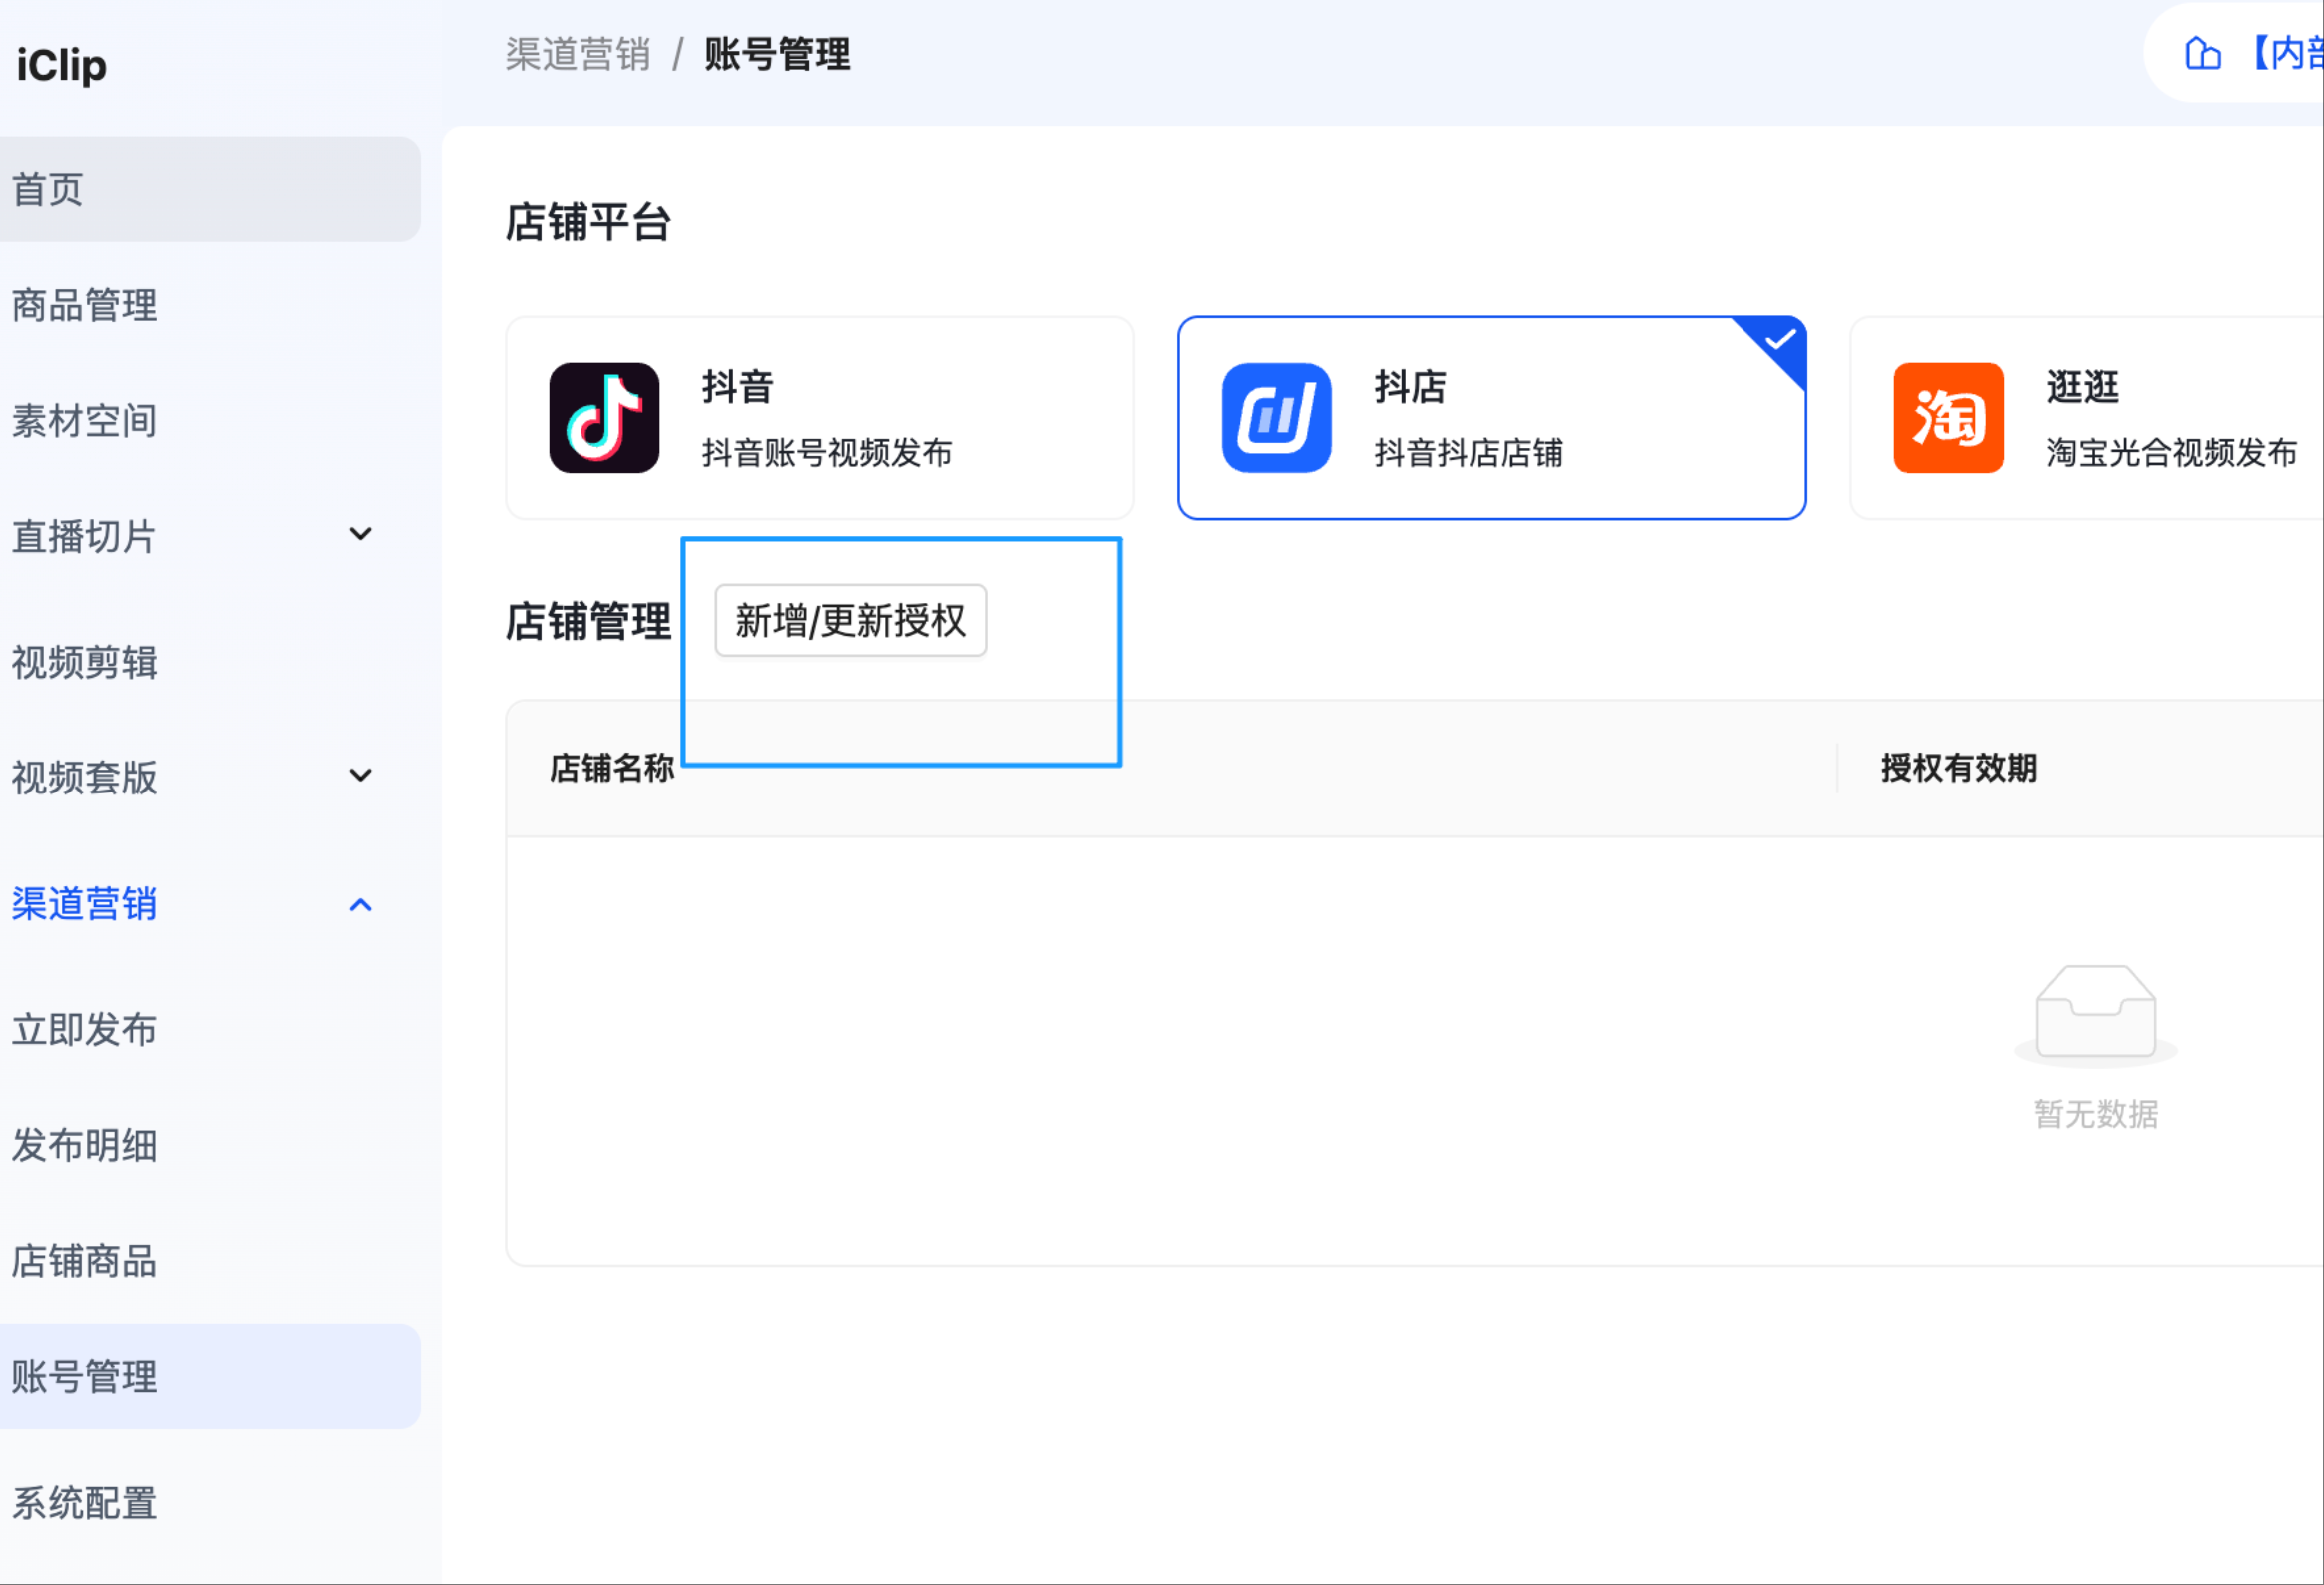 iClip
渠道营销 / 账号管理
【内部
首页
商品管理
素材空间
直播切片
视频剪辑
视频套版
渠道营销
立即发布
发布明细
店铺商品
账号管理
系统配置
店铺平台
抖音
抖音账号视频发布
抖店
抖音抖店店铺
淘
逛逛
淘宝光合视频发布
店铺管理
新增/更新授权
店铺名称
授权有效期
暂无数据